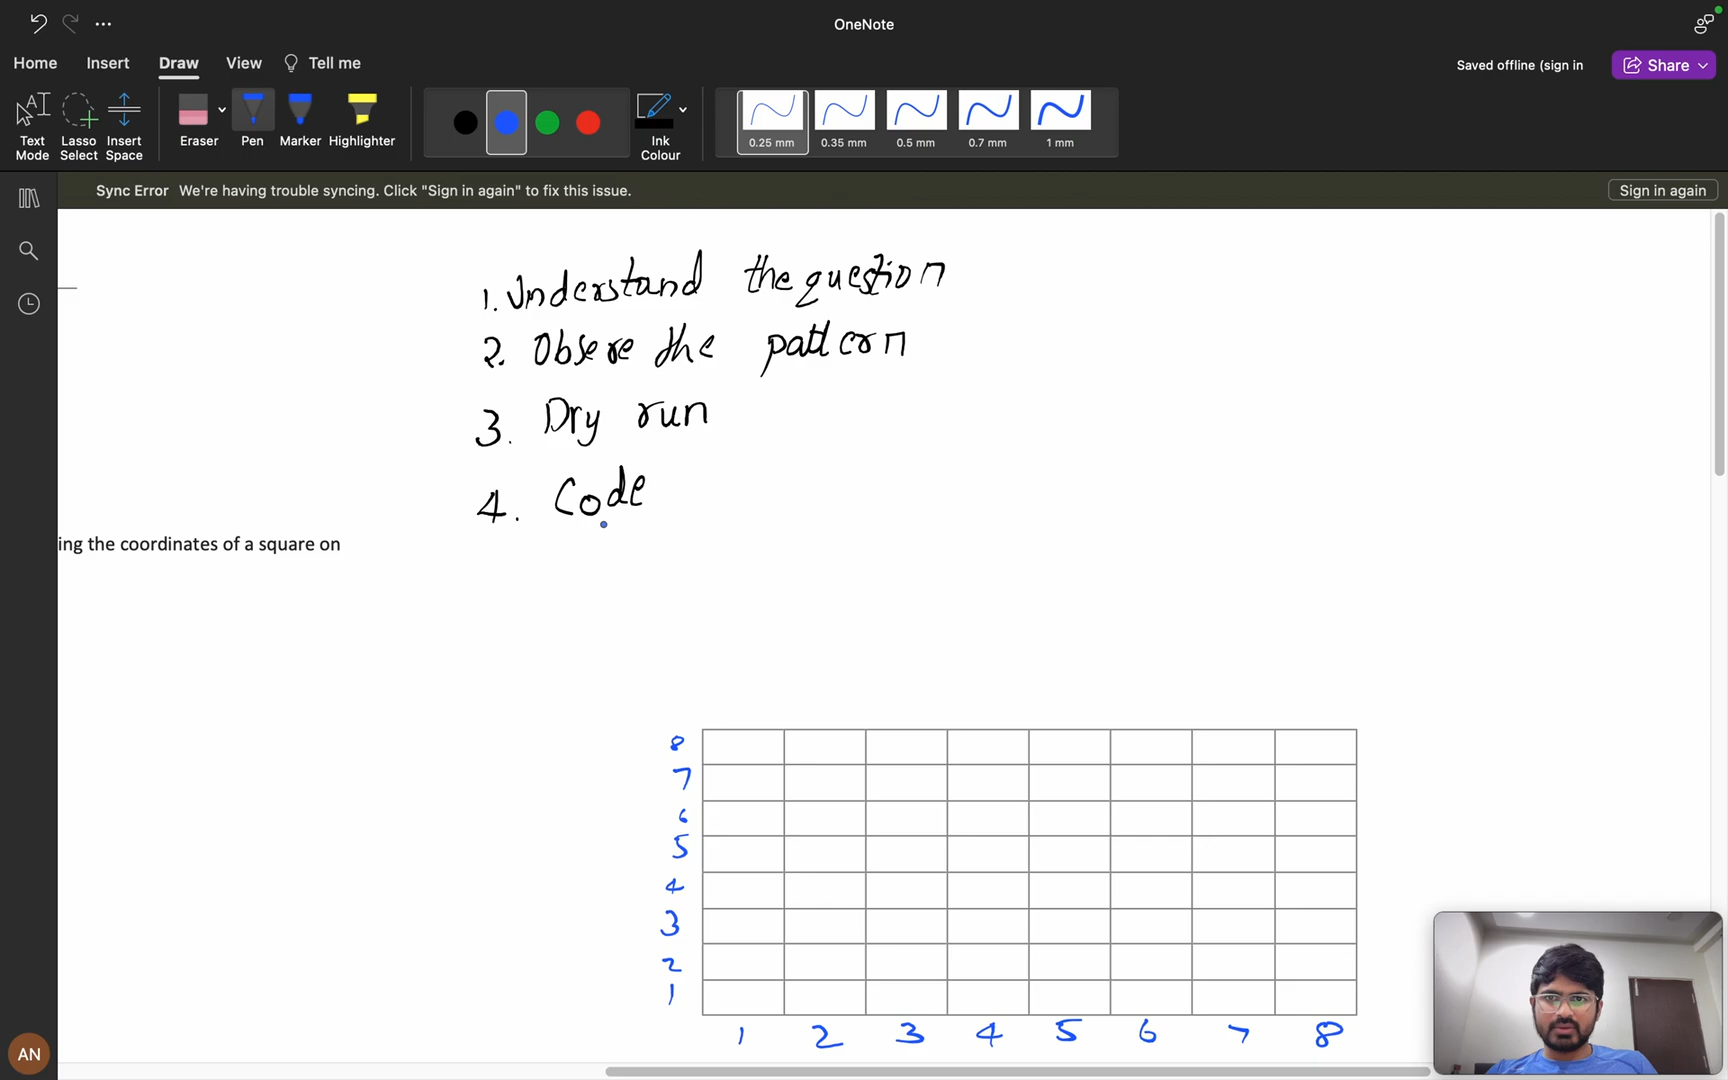 OneNote
Home Insert Draw View Tell me
Saved offline (sign in
Share
Text Mode
Lasso Select
Insert Space
Eraser
Pen
Marker
Highlighter
Ink Colour
0.25 mm
0.35 mm
0.5 mm
0.7 mm
1 mm
Sync Error We're having trouble syncing. Click "Sign in again" to fix this issue.
Sign in again
1. Understand the question
2. Obsere the pattern
3. Dry run
4. Code
ing the coordinates of a square on
8
7
6
5
4
3
2
1
1 2 3 4 5 6 7 8
AN